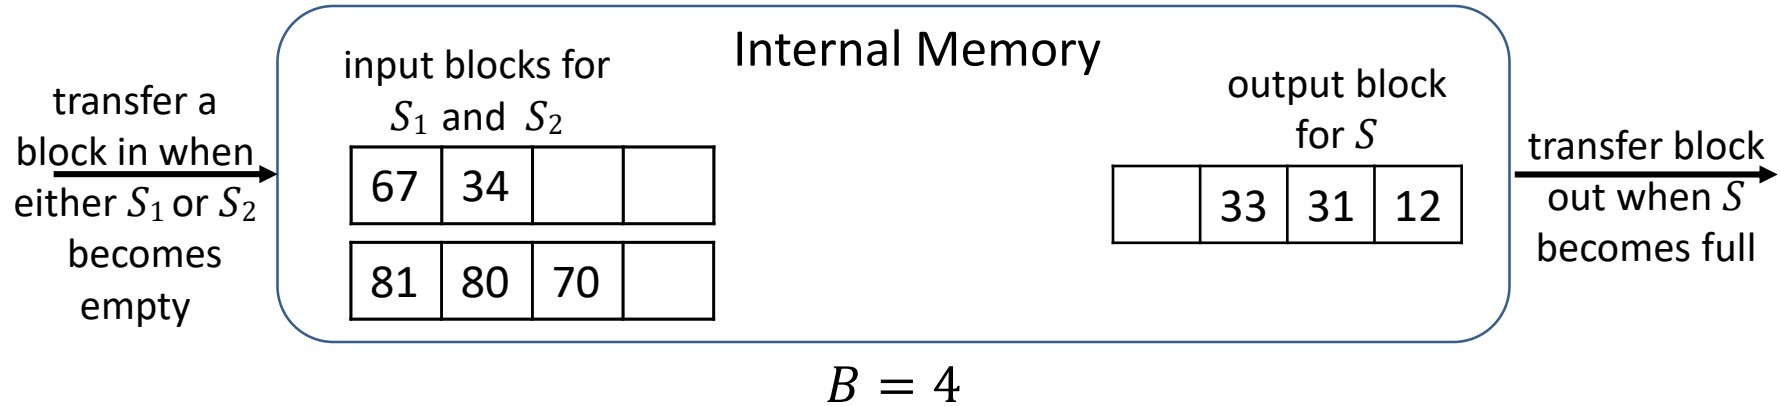 transfer a
block in when
either S₁ or S₂
becomes
empty
Internal Memory
input blocks for
S₁ and S₂
67 34
81 80 70
output block
for S
33 31 12
transfer block
out when S
becomes full
B = 4